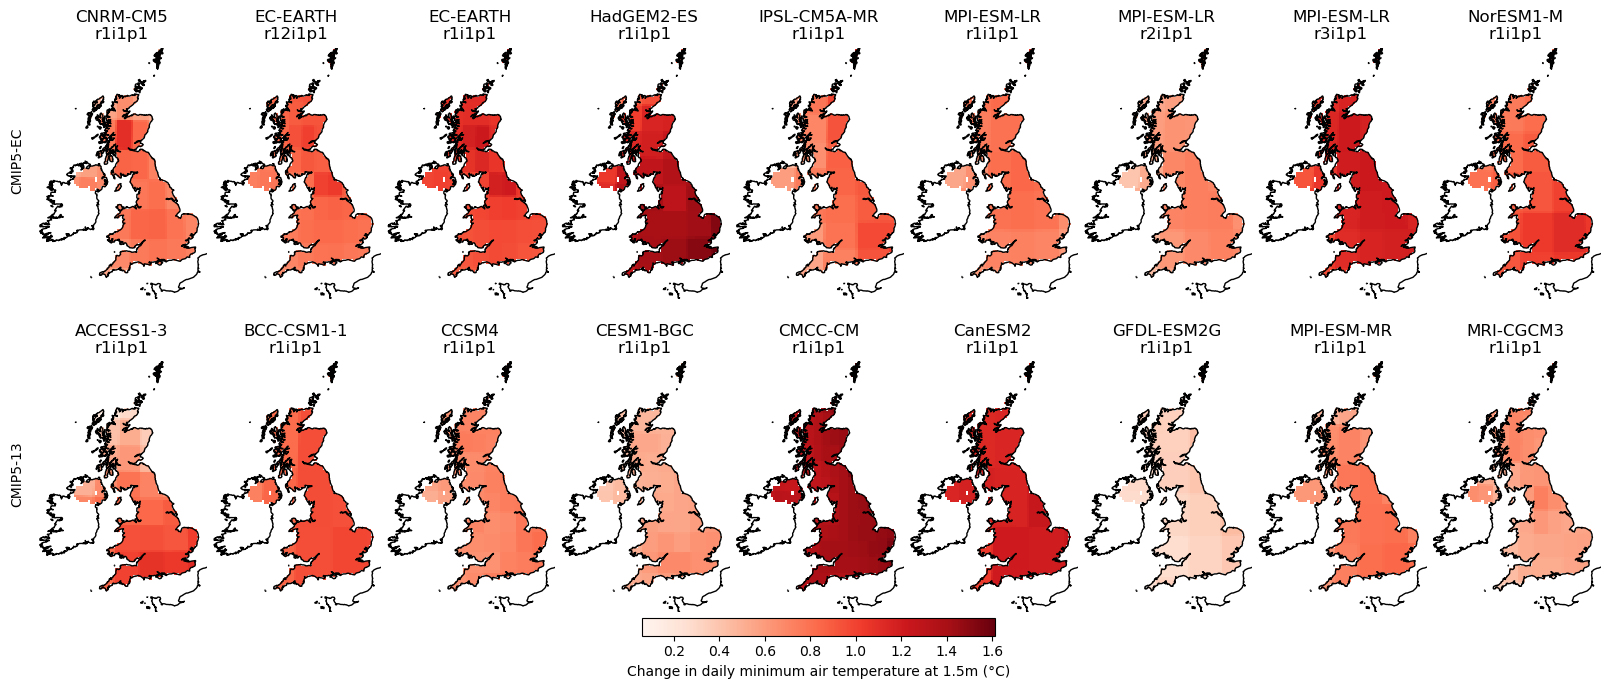 CNRM-CM5 EC-EARTH EC-EARTH HadGEM2-ES IPSL-CM5A-MR MPI-ESM-LR MPI-ESM-LR MPI-ESM-LR NorESM1-M
r1i1p1 r12i1p1 r1i1p1 r1i1p1 r1i1p1 r1i1p1 r2i1p1 r3i1p1 r1i1p1
CMIP5-EC
ACCESS1-3 BCC-CSM1-1 CCSM4 CESM1-BGC CMCC-CM CanESM2 GFDL-ESM2G MPI-ESM-MR MRI-CGCM3
r1i1p1 r1i1p1 r1i1p1 r1i1p1 r1i1p1 r1i1p1 r1i1p1 r1i1p1 r1i1p1
CMIP5-13
0.2 0.4 0.6 0.8 1.0 1.2 1.4 1.6
Change in daily minimum air temperature at 1.5m (°C)